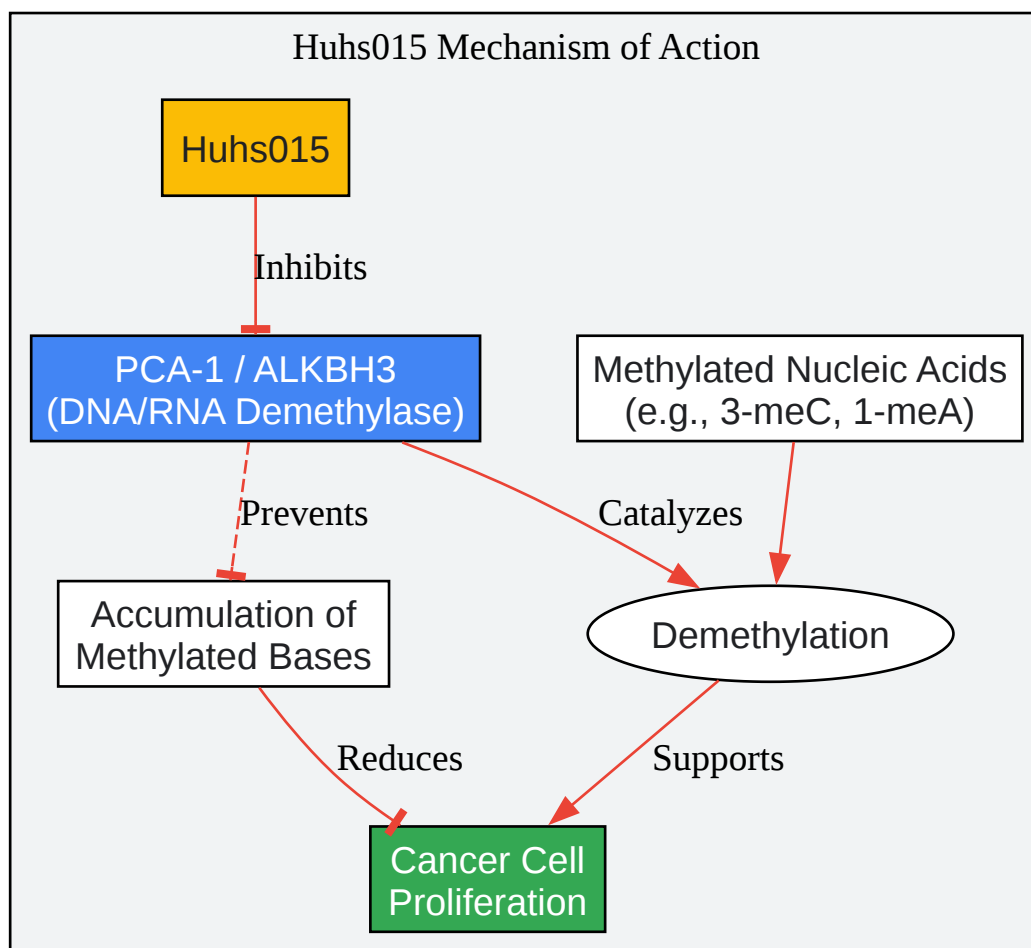 Huhs015 Mechanism of Action
Huhs015
Inhibits
PCA-1 / ALKBH3
(DNA/RNA Demethylase)
Methylated Nucleic Acids
(e.g., 3-meC, 1-meA)
Prevents
Catalyzes
Accumulation of
Methylated Bases
Demethylation
Reduces
Supports
Cancer Cell
Proliferation